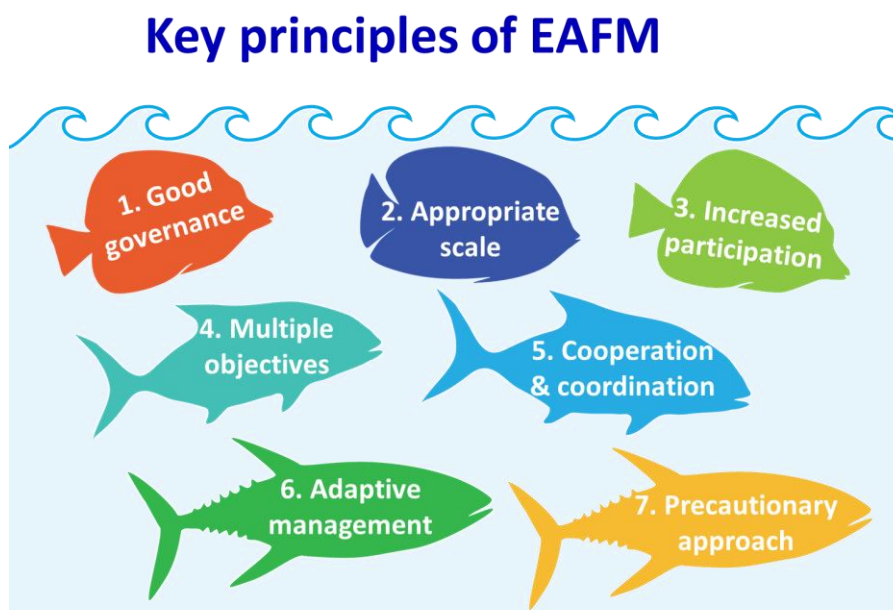 Key principles of EAFM
1. Good
governance
2. Appropriate
scale
3. Increased
participation
4. Multiple
objectives
5. Cooperation
& coordination
6. Adaptive
management
7. Precautionary
approach